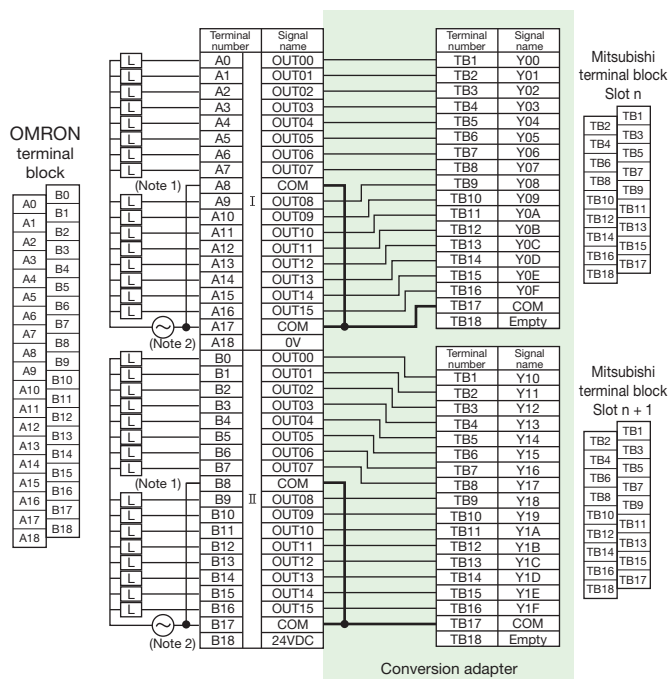 OMRON
terminal
block
A0 B0
A1 B1
A2 B2
A3 B3
A4 B4
A5 B5
A6 B6
A7 B7
A8 B8
A9 B9
A10 B10
A11 B11
A12 B12
A13 B13
A14 B14
A15 B15
A16 B16
A17 B17
A18 B18
Terminal number Signal name
L A0 OUT00
L A1 OUT01
L A2 OUT02
L A3 OUT03
L A4 OUT04
L A5 OUT05
L A6 OUT06
L A7 OUT07
(Note 1) A8 COM
L A9 I OUT08
L A10 OUT09
L A11 OUT10
L A12 OUT11
L A13 OUT12
L A14 OUT13
L A15 OUT14
L A16 OUT15
A17 COM
(Note 2) A18 0V
L B0 OUT00
L B1 OUT01
L B2 OUT02
L B3 OUT03
L B4 OUT04
L B5 OUT05
L B6 OUT06
L B7 OUT07
(Note 1) B8 COM
L B9 II OUT08
L B10 OUT09
L B11 OUT10
L B12 OUT11
L B13 OUT12
L B14 OUT13
L B15 OUT14
L B16 OUT15
B17 COM
(Note 2) B18 24VDC
Terminal number Signal name
TB1 Y00
TB2 Y01
TB3 Y02
TB4 Y03
TB5 Y04
TB6 Y05
TB7 Y06
TB8 Y07
TB9 Y08
TB10 Y09
TB11 Y0A
TB12 Y0B
TB13 Y0C
TB14 Y0D
TB15 Y0E
TB16 Y0F
TB17 COM
TB18 Empty
Terminal number Signal name
TB1 Y10
TB2 Y11
TB3 Y12
TB4 Y13
TB5 Y14
TB6 Y15
TB7 Y16
TB8 Y17
TB9 Y18
TB10 Y19
TB11 Y1A
TB12 Y1B
TB13 Y1C
TB14 Y1D
TB15 Y1E
TB16 Y1F
TB17 COM
TB18 Empty
Conversion adapter
Mitsubishi
terminal block
Slot n
TB1
TB2 TB3
TB4 TB5
TB6 TB7
TB8 TB9
TB10 TB11
TB12 TB13
TB14 TB15
TB16 TB17
TB18
Mitsubishi
terminal block
Slot n + 1
TB1
TB2 TB3
TB4 TB5
TB6 TB7
TB8 TB9
TB10 TB11
TB12 TB13
TB14 TB15
TB16 TB17
TB18